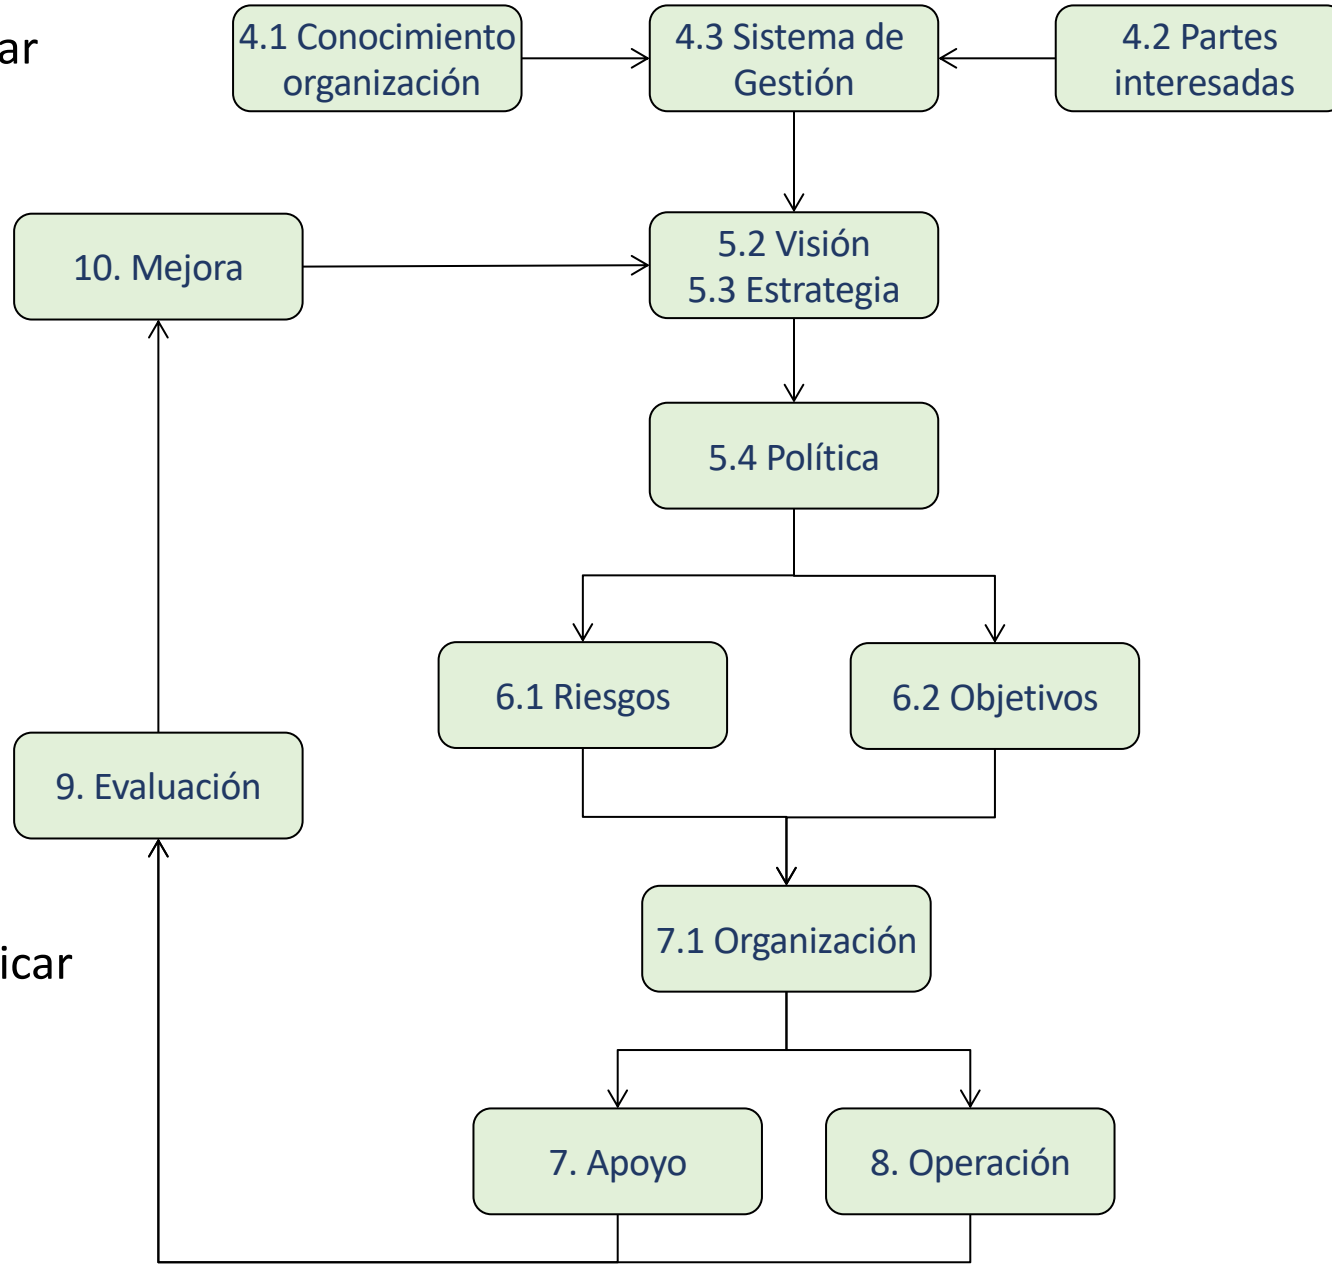 ar
4.1 Conocimiento
organización
4.3 Sistema de
Gestión
4.2 Partes
interesadas
10. Mejora
5.2 Visión
5.3 Estrategia
5.4 Política
6.1 Riesgos
6.2 Objetivos
9. Evaluación
7.1 Organización
icar
7. Apoyo
8. Operación